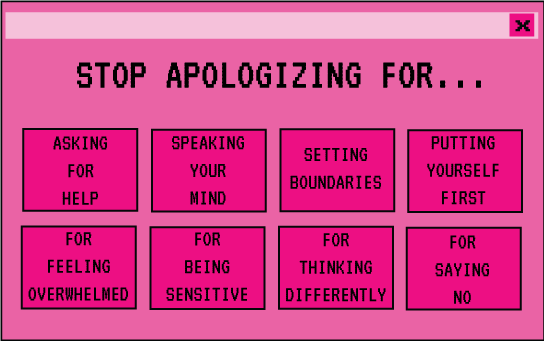 STOP APOLOGIZING FOR...
ASKING
FOR
HELP
SPEAKING
YOUR
MIND
SETTING
BOUNDARIES
PUTTING
YOURSELF
FIRST
FOR
FEELING
OVERWHELMED
FOR
BEING
SENSITIVE
FOR
THINKING
DIFFERENTLY
FOR
SAYING
NO